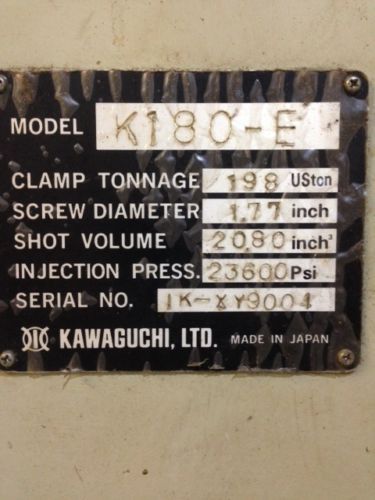 MODEL K180-E
CLAMP TONNAGE 198 USton
SCREW DIAMETER 1.77 inch
SHOT VOLUME 20.80 inch³
INJECTION PRESS. 23600 Psi
SERIAL NO. 1K-XY9004
KAWAGUCHI, LTD. MADE IN JAPAN